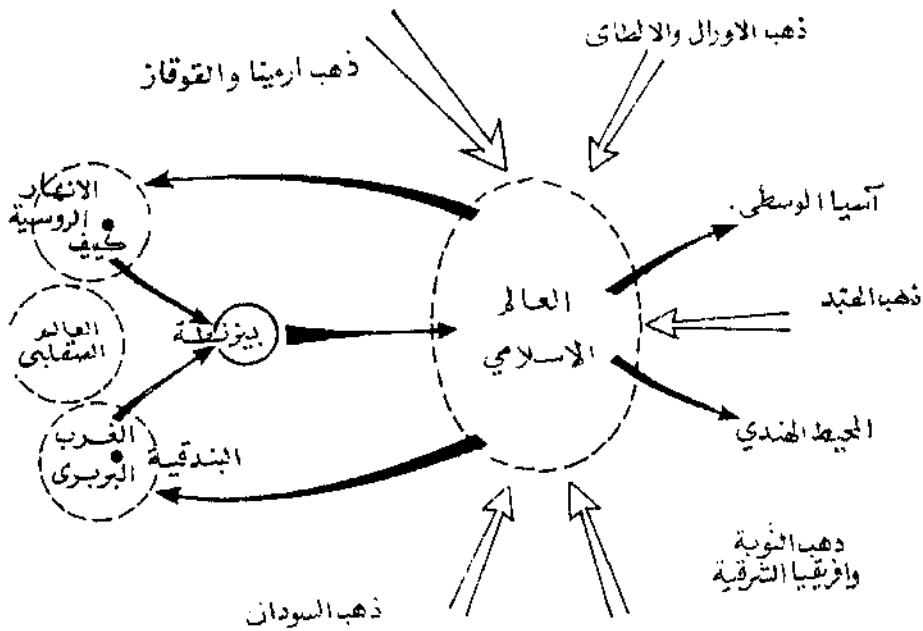 ذهب الاورال والالطاى
ذهب ارمينيا والقوقاز
الانهار
الروسية
كييف
آسيا الوسطى.
العالم
الاسلامي
ذهب الهند
بيزنطة
العالم
الصقلبى
المحيط الهندي
الغرب
البربرى
البندقية
ذهب النوبة
وافريقيا الشرقية
ذهب السودان